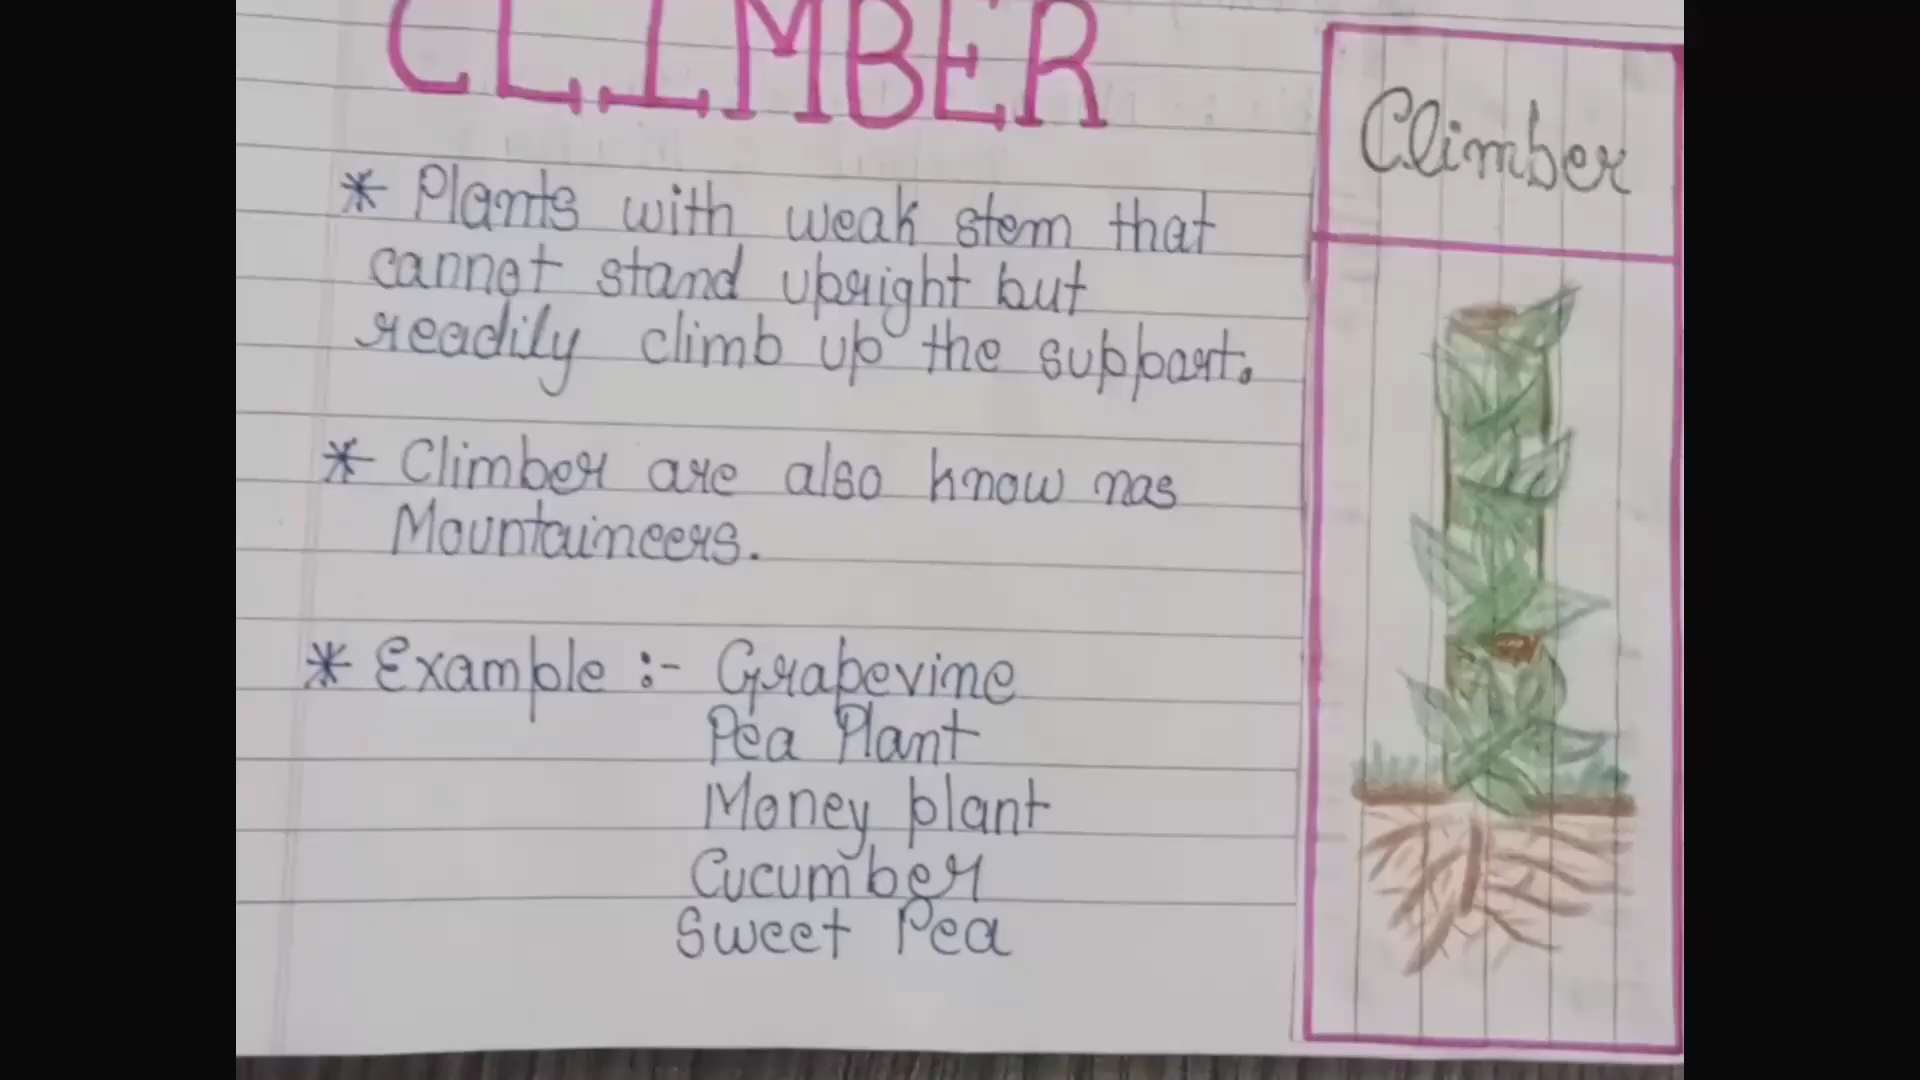 CLIMBER
Climber
* Plants with weak stem that
cannot stand upright but
readily climb up the support.
* Climber are also know nas
Mountaineers.
* Example :- Grapevine
Pea Plant
Money plant
Cucumber
Sweet Pea